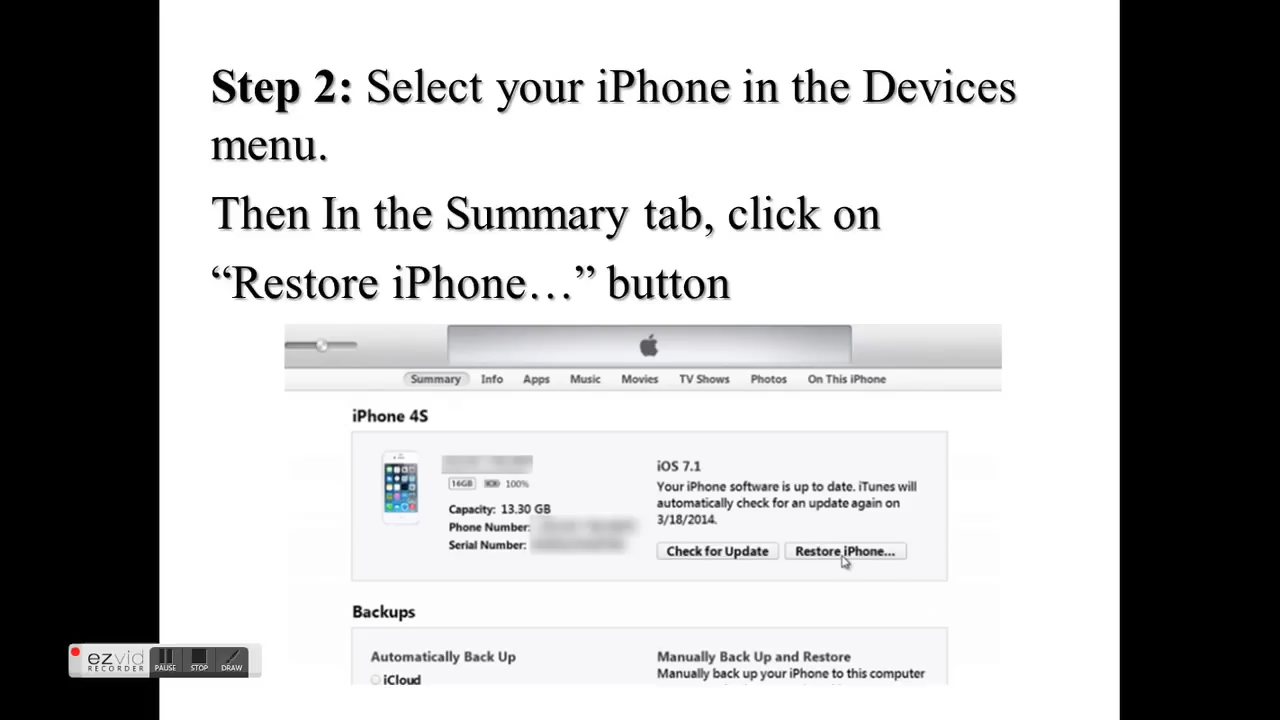 Step 2: Select your iPhone in the Devices
menu.
Then In the Summary tab, click on
“Restore iPhone…” button
Summary Info Apps Music Movies TV Shows Photos On This iPhone
iPhone 4S
iOS 7.1
16GB 100%
Your iPhone software is up to date. iTunes will
automatically check for an update again on
3/18/2014.
Capacity: 13.30 GB
Phone Number:
Serial Number:
Check for Update Restore iPhone...
Backups
Automatically Back Up
iCloud
Manually Back Up and Restore
Manually back up your iPhone to this computer
ezvid
RECORDER
PAUSE STOP DRAW